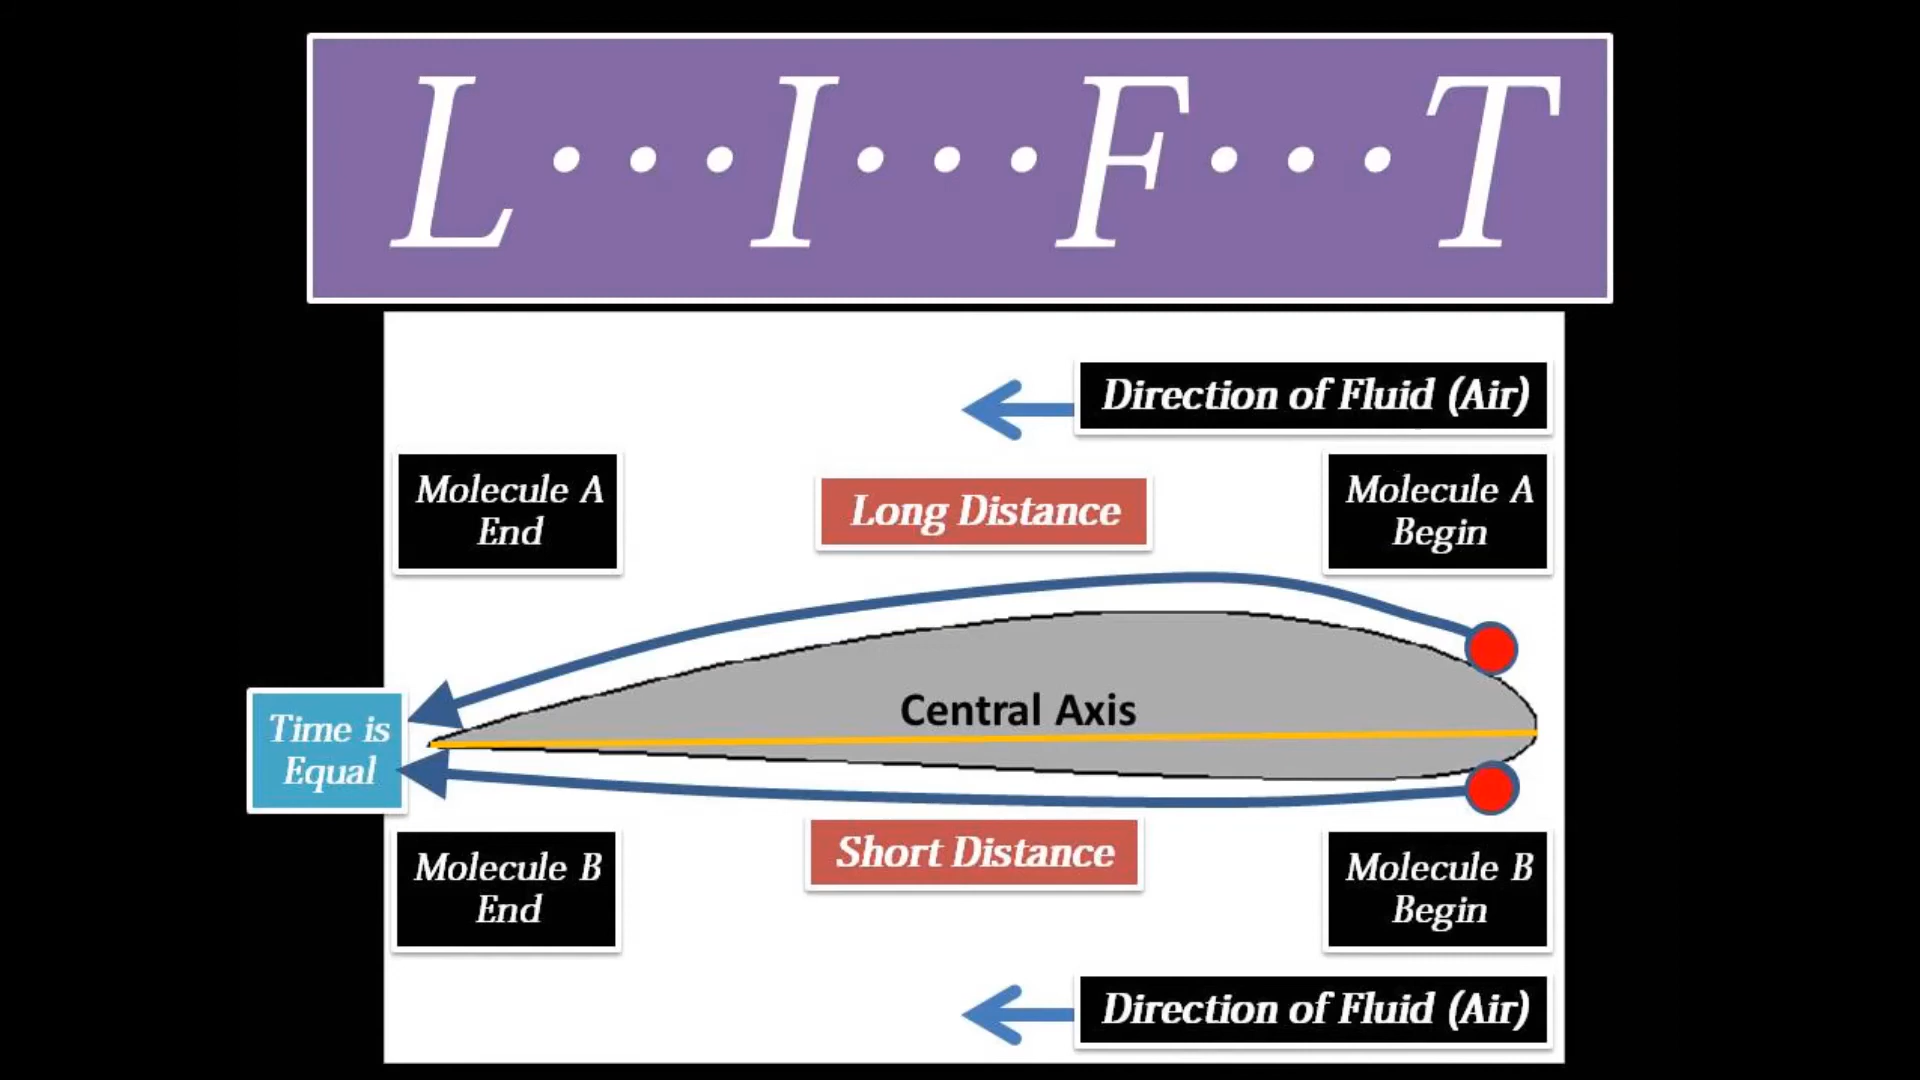 L...I...F...T
Direction of Fluid (Air)
Molecule A
End
Long Distance
Molecule A
Begin
Central Axis
Time is
Equal
Short Distance
Molecule B
End
Molecule B
Begin
Direction of Fluid (Air)